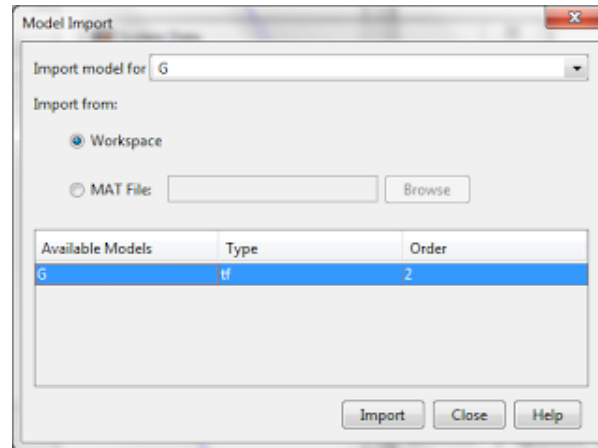 Model Import
Import model for G
Import from:
Workspace
MAT File:
Browse
Available Models Type Order
G tf 2
Import Close Help